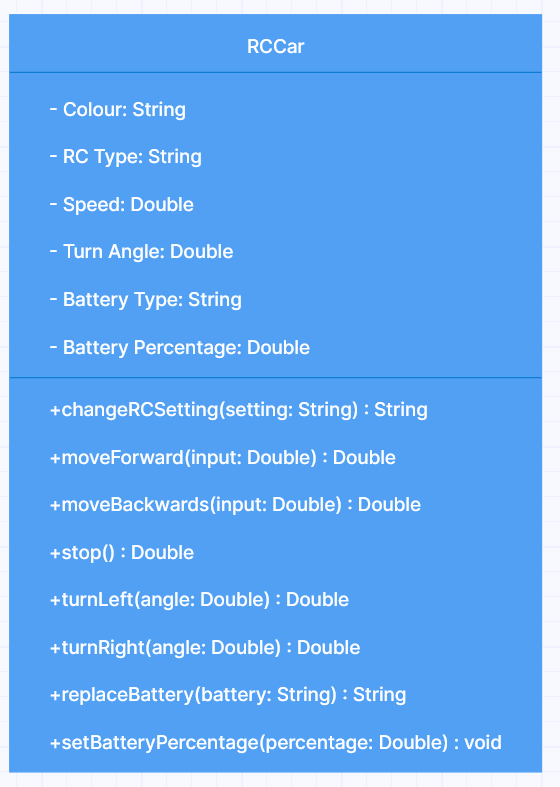 RCCar
- Colour: String
- RC Type: String
- Speed: Double
- Turn Angle: Double
- Battery Type: String
- Battery Percentage: Double
+changeRCSetting(setting: String) : String
+moveForward(input: Double) : Double
+moveBackwards(input: Double) : Double
+stop() : Double
+turnLeft(angle: Double) : Double
+turnRight(angle: Double) : Double
+replaceBattery(battery: String) : String
+setBatteryPercentage(percentage: Double) : void